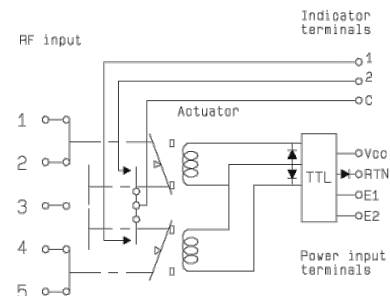 Indicator
terminals
RF input
1
2
C
Actuator
1
2
3
4
5
TTL
Vcc
RTN
E1
E2
Power input
terminals